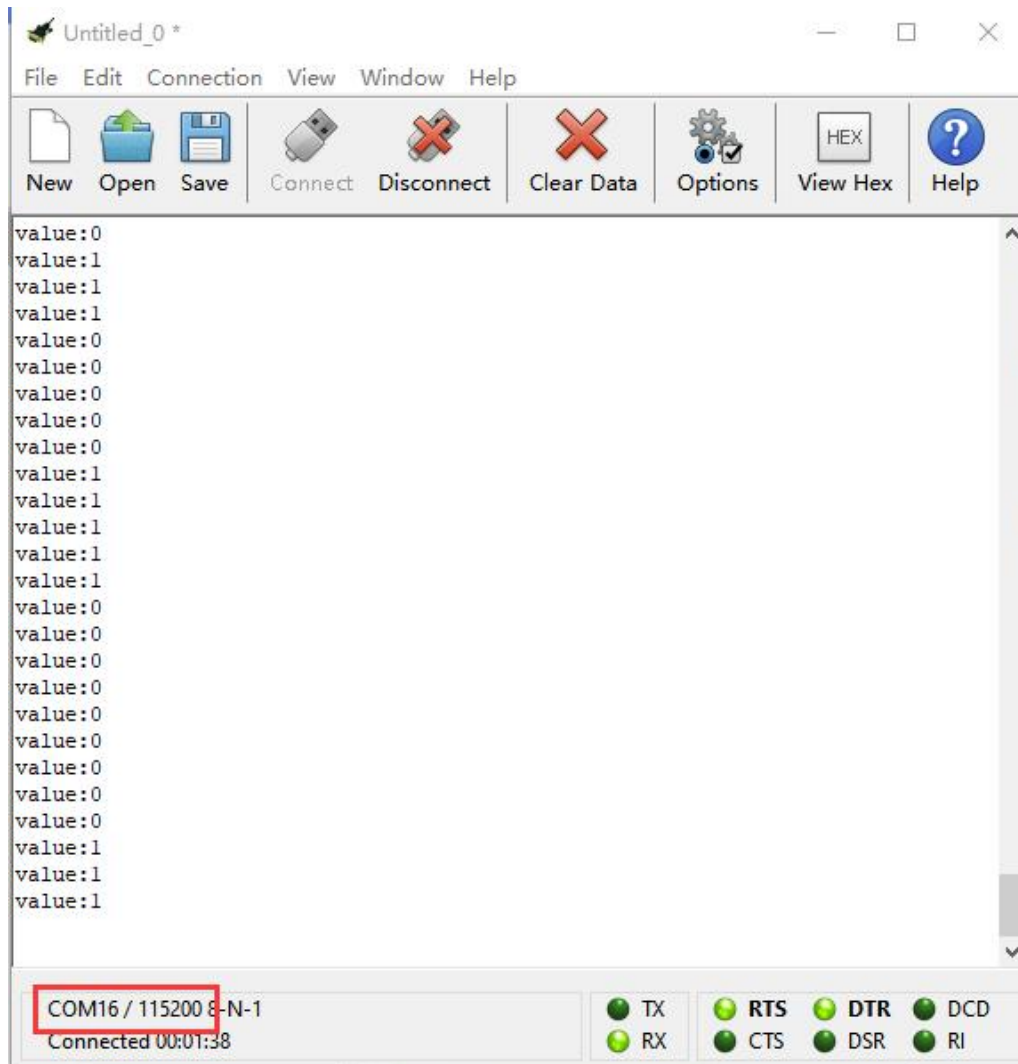 Untitled_0 *
File Edit Connection View Window Help
New Open Save Connect Disconnect Clear Data Options HEX View Hex ? Help
value:0
value:1
value:1
value:1
value:0
value:0
value:0
value:0
value:0
value:1
value:1
value:1
value:1
value:1
value:0
value:0
value:0
value:0
value:0
value:0
value:0
value:0
value:0
value:1
value:1
value:1
COM16 / 115200 8-N-1 TX RTS DTR DCD
Connected 00:01:38 RX CTS DSR RI